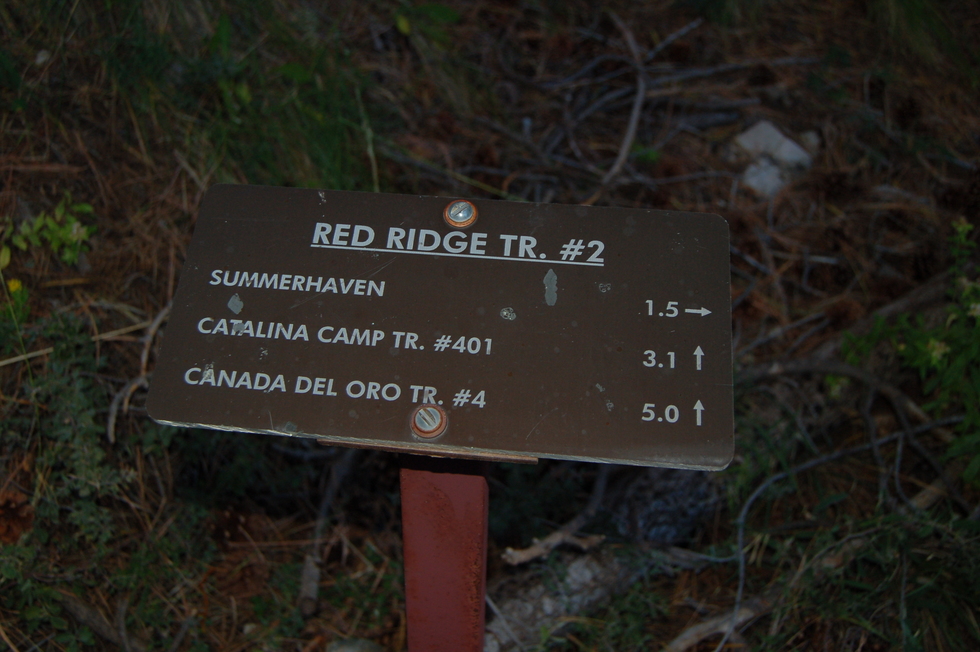 RED RIDGE TR. #2
SUMMERHAVEN 1.5 →
CATALINA CAMP TR. #401 3.1 ↑
CANADA DEL ORO TR. #4 5.0 ↑